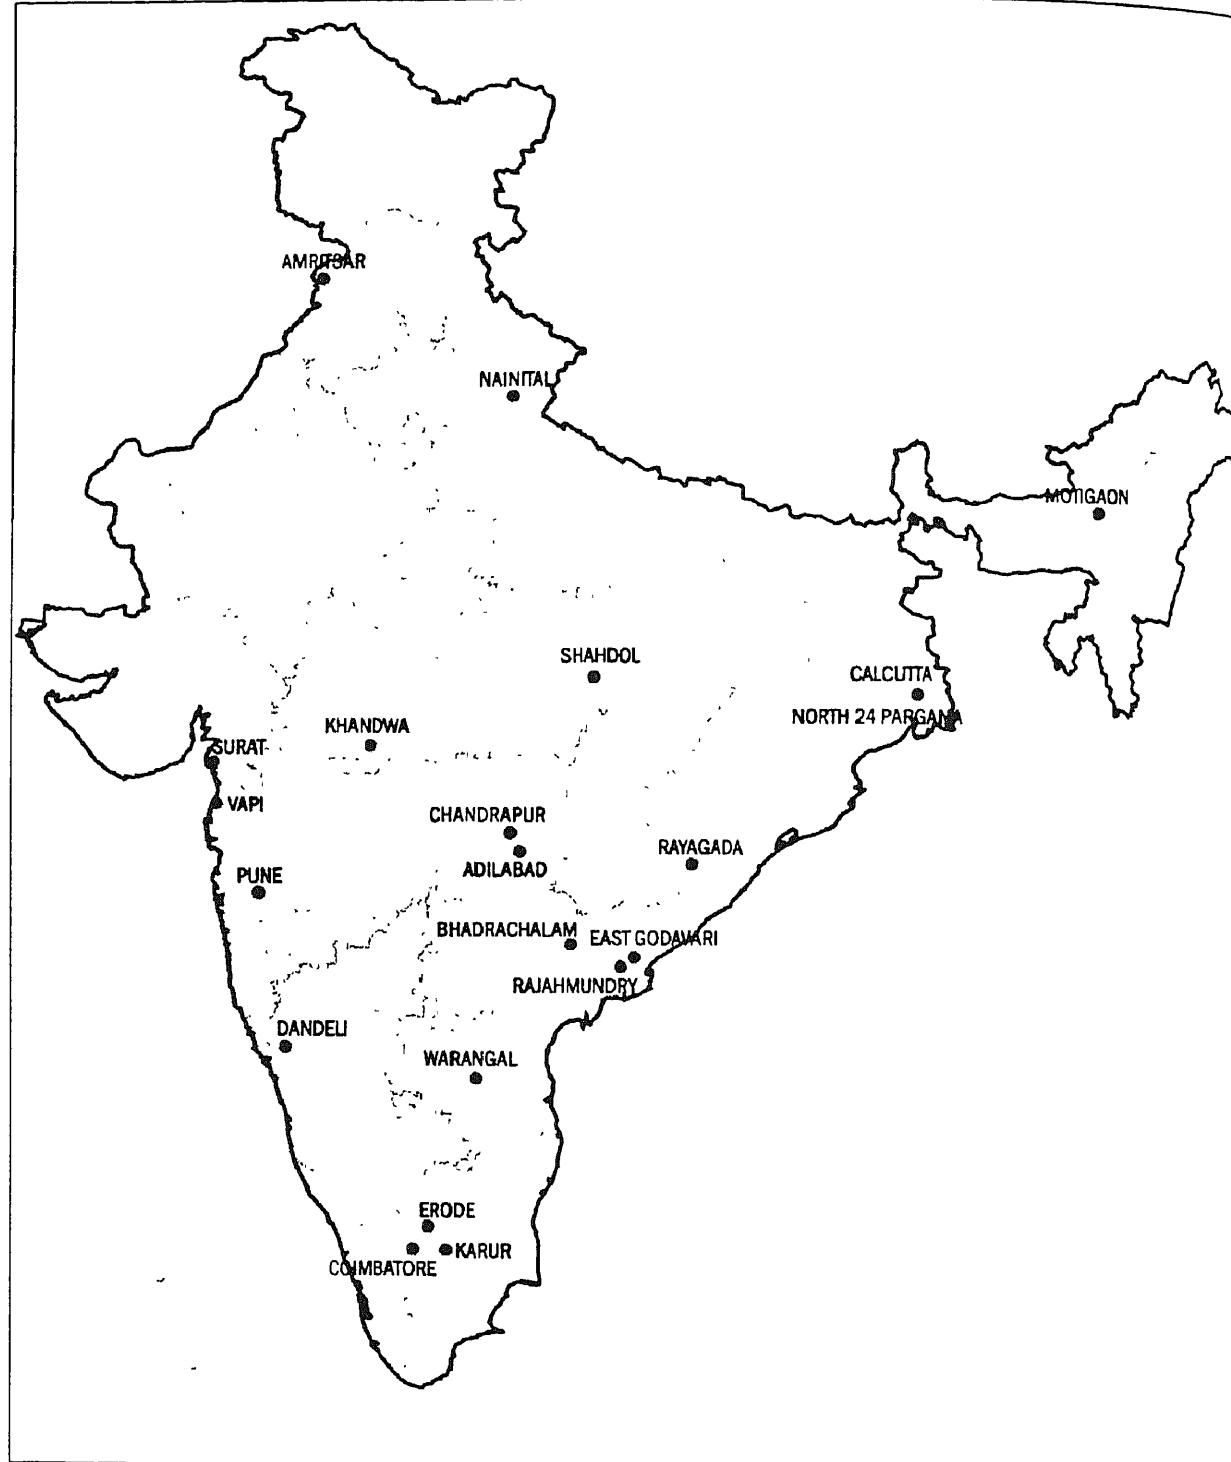 AMRITSAR
NAINITAL
MOTIGAON
SHAHDOL
CALCUTTA
NORTH 24 PARGANA
KHANDWA
SURAT
VAPI
CHANDRAPUR
ADILABAD
RAYAGADA
PUNE
BHADRACHALAM
EAST GODAVARI
RAJAHMUNDRY
DANDELI
WARANGAL
ERODE
KARUR
COIMBATORE